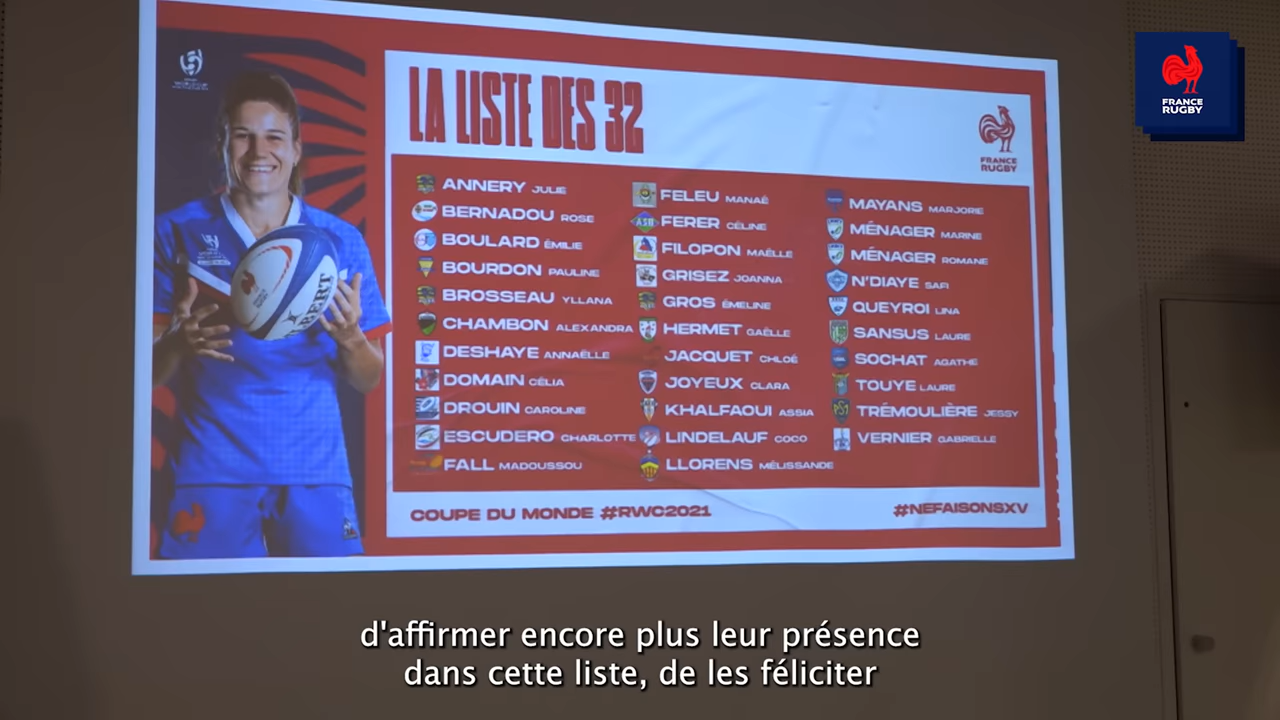 LA LISTE DES 32
FRANCE
RUGBY
ANNERY JULIE
BERNADOU ROSE
BOULARD ÉMILIE
BOURDON PAULINE
BROSSEAU YLLANA
CHAMBON ALEXANDRA
DESHAYE ANNAËLLE
DOMAIN CÉLIA
DROUIN CAROLINE
ESCUDERO CHARLOTTE
FALL MADOUSSOU
FELEU MANAÉ
FERER CÉLINE
FILOPON MAËLLE
GRISEZ JOANNA
GROS ÉMELINE
HERMET GAËLLE
JACQUET CHLOÉ
JOYEUX CLARA
KHALFAOUI ASSIA
LINDELAUF COCO
LLORENS MÉLISSANDE
MAYANS MARJORIE
MÉNAGER MARINE
MÉNAGER ROMANE
N'DIAYE SAFI
QUEYROI LINA
SANSUS LAURE
SOCHAT AGATHE
TOUYE LAURE
TRÉMOULIÈRE JESSY
VERNIER GABRIELLE
COUPE DU MONDE #RWC2021
#NEFAISONSXV
FRANCE
RUGBY
d'affirmer encore plus leur présence
dans cette liste, de les féliciter